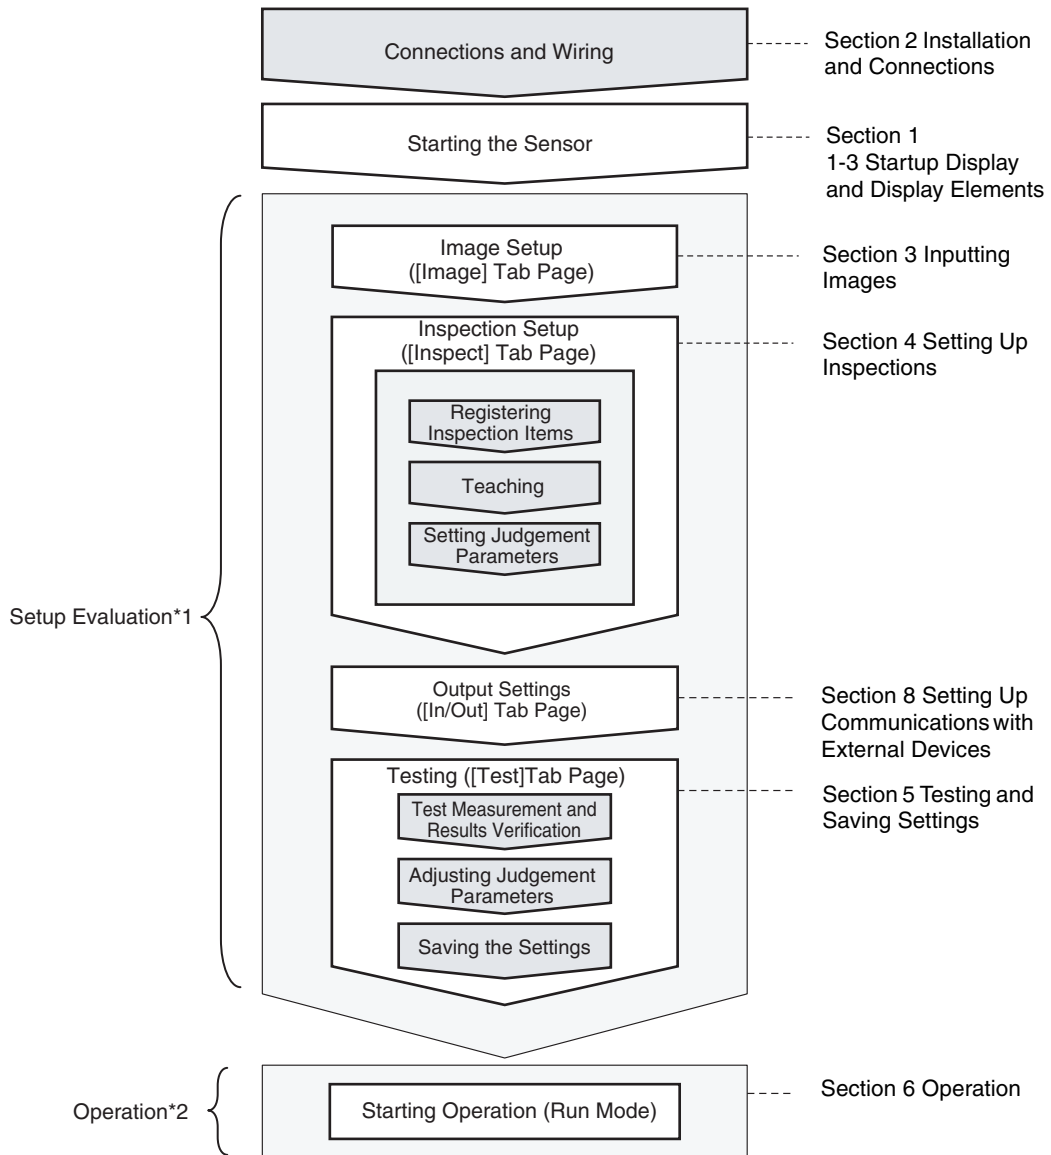 Connections and Wiring
Section 2 Installation
and Connections
Starting the Sensor
Section 1
1-3 Startup Display
and Display Elements
Image Setup
([Image] Tab Page)
Section 3 Inputting
Images
Inspection Setup
([Inspect] Tab Page)
Section 4 Setting Up
Inspections
Registering
Inspection Items
Teaching
Setting Judgement
Parameters
Setup Evaluation*1
Output Settings
([In/Out] Tab Page)
Section 8 Setting Up
Communications with
External Devices
Testing ([Test]Tab Page)
Section 5 Testing and
Saving Settings
Test Measurement and
Results Verification
Adjusting Judgement
Parameters
Saving the Settings
Operation*2
Starting Operation (Run Mode)
Section 6 Operation